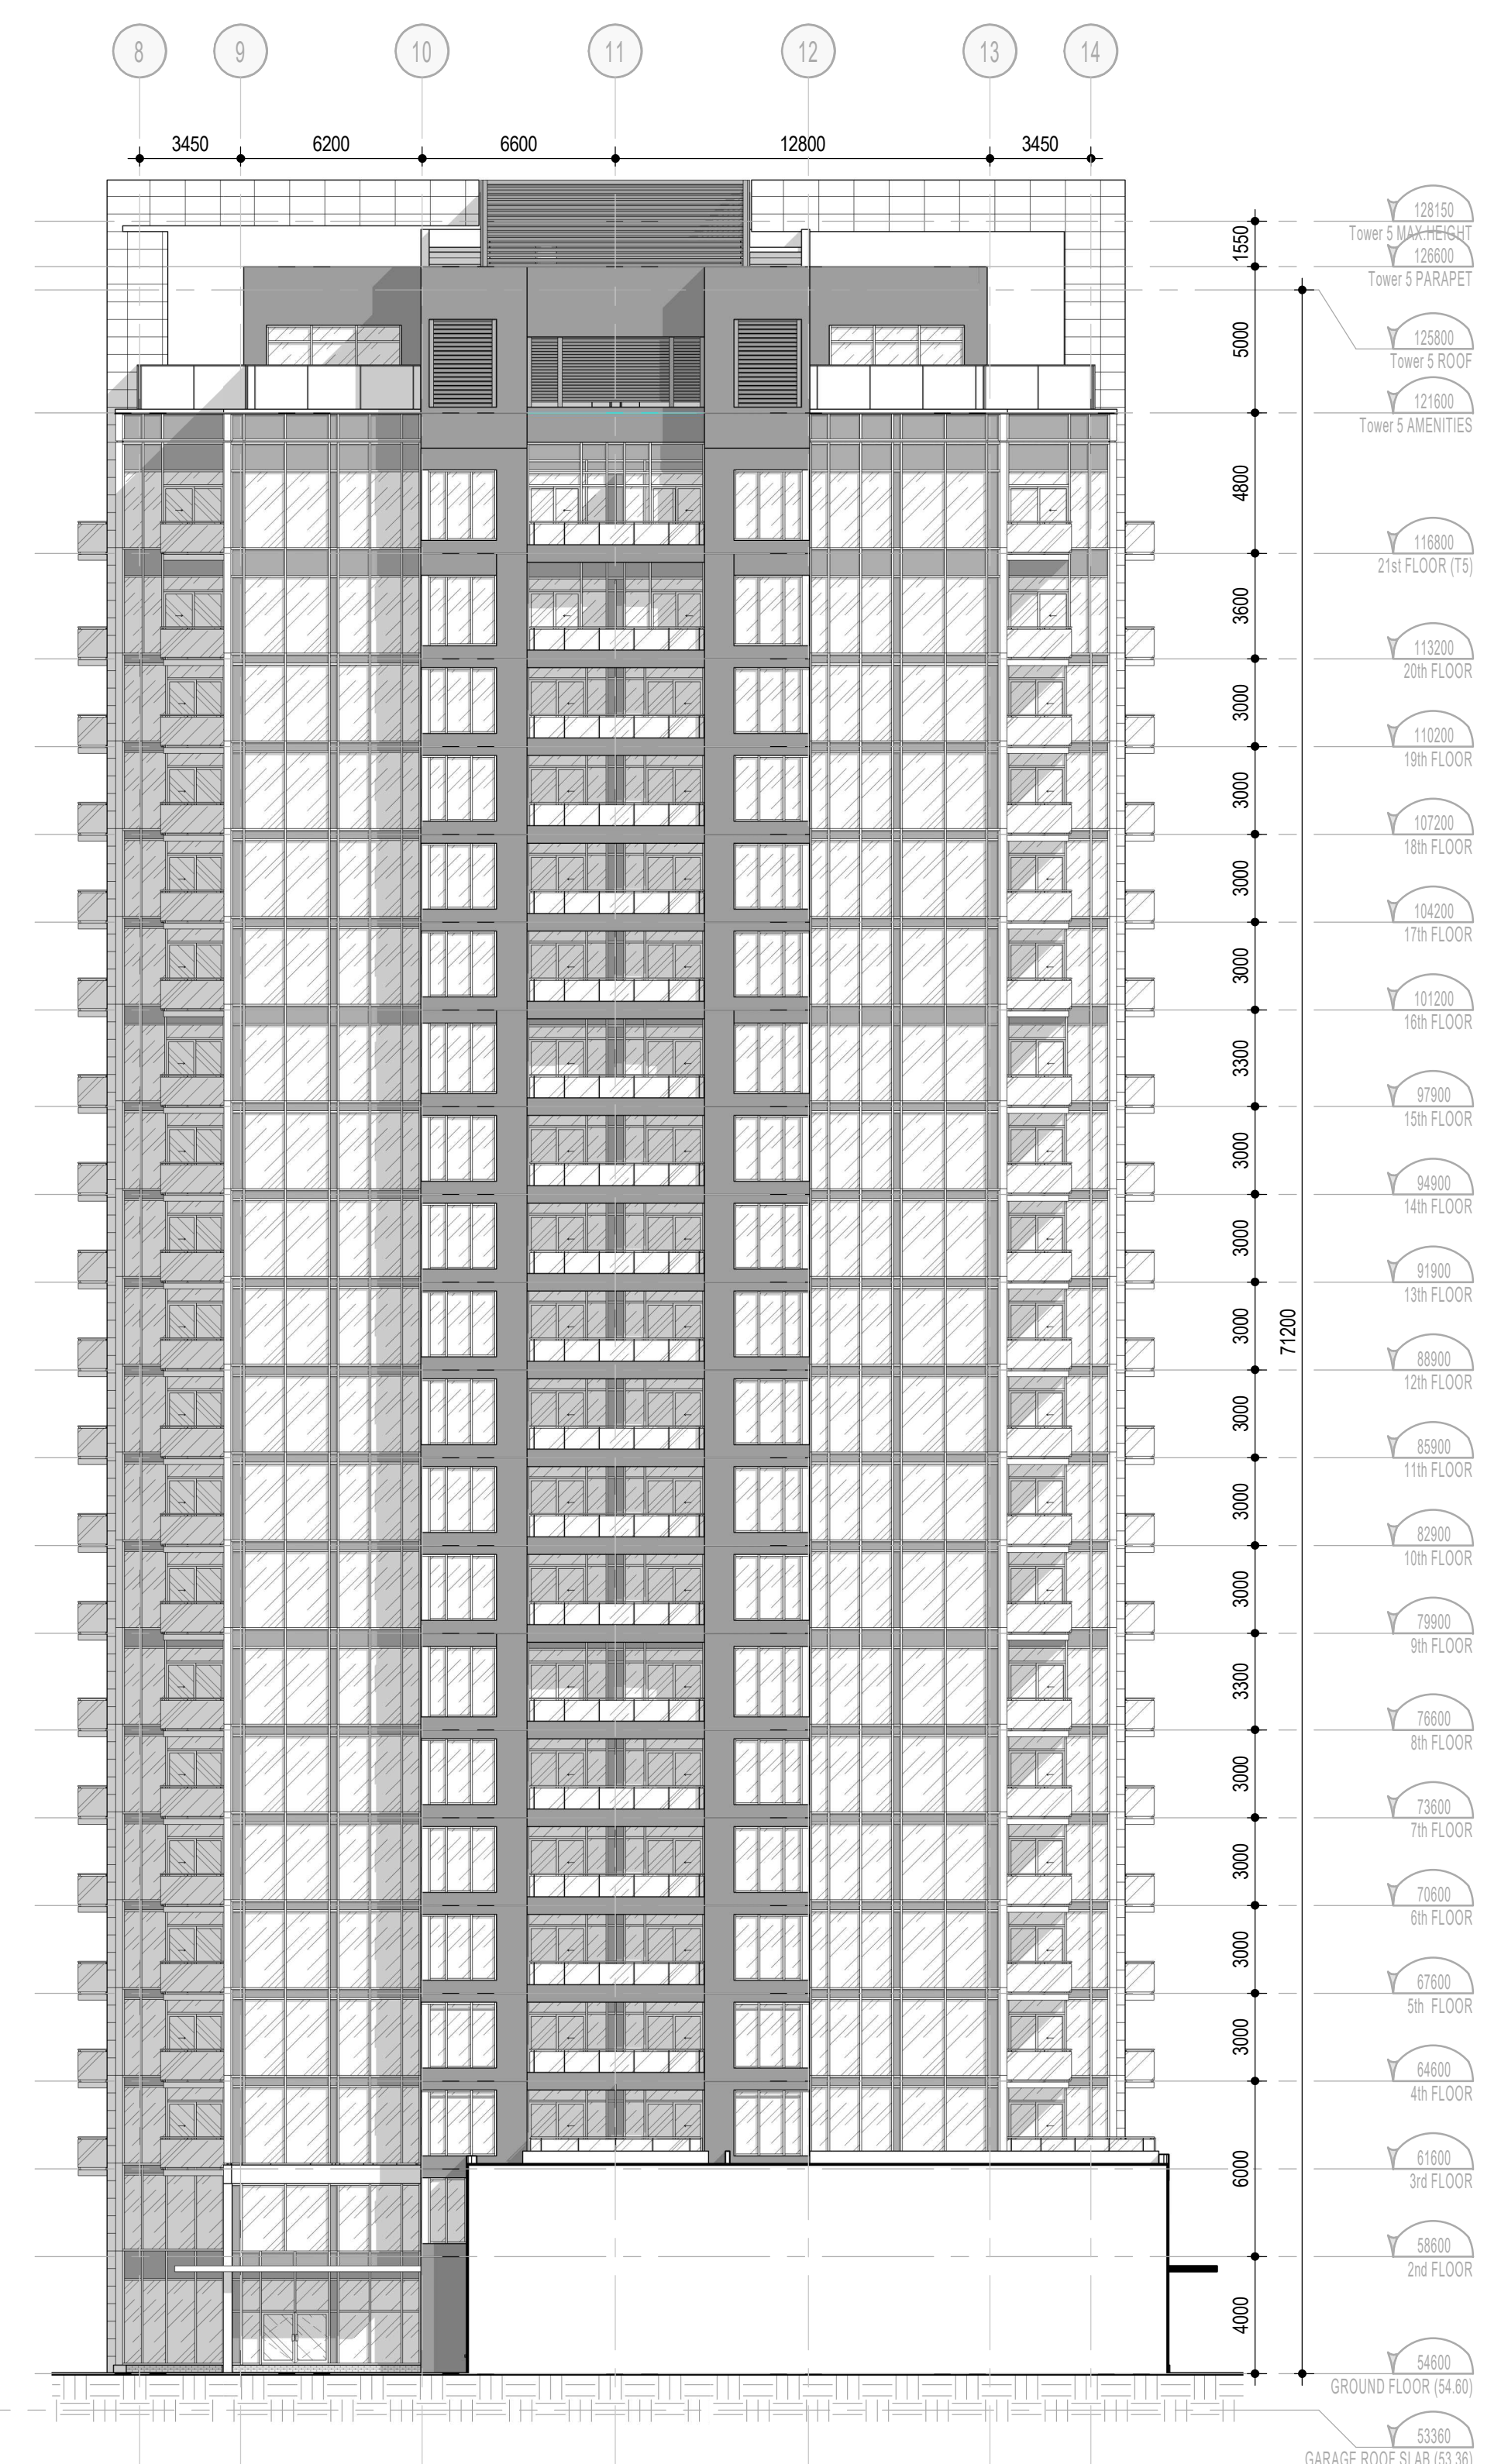 8 9 10 11 12 13 14
3450 6200 6600 12800 3450
128150
Tower 5 MAX.HEIGHT
1550
126600
Tower 5 PARAPET
5000
125800
Tower 5 ROOF
121600
Tower 5 AMENITIES
4800
116800
21st FLOOR (T5)
3600
113200
20th FLOOR
3000
110200
19th FLOOR
3000
107200
18th FLOOR
3000
104200
17th FLOOR
3000
101200
16th FLOOR
3300
97900
15th FLOOR
3000
94900
14th FLOOR
3000
91900
13th FLOOR
3000
71200
88900
12th FLOOR
3000
85900
11th FLOOR
3000
82900
10th FLOOR
3000
79900
9th FLOOR
3300
76600
8th FLOOR
3000
73600
7th FLOOR
3000
70600
6th FLOOR
3000
67600
5th FLOOR
3000
64600
4th FLOOR
6000
61600
3rd FLOOR
58600
2nd FLOOR
4000
54600
GROUND FLOOR (54.60)
53360
GARAGE ROOF SLAB (53.36)